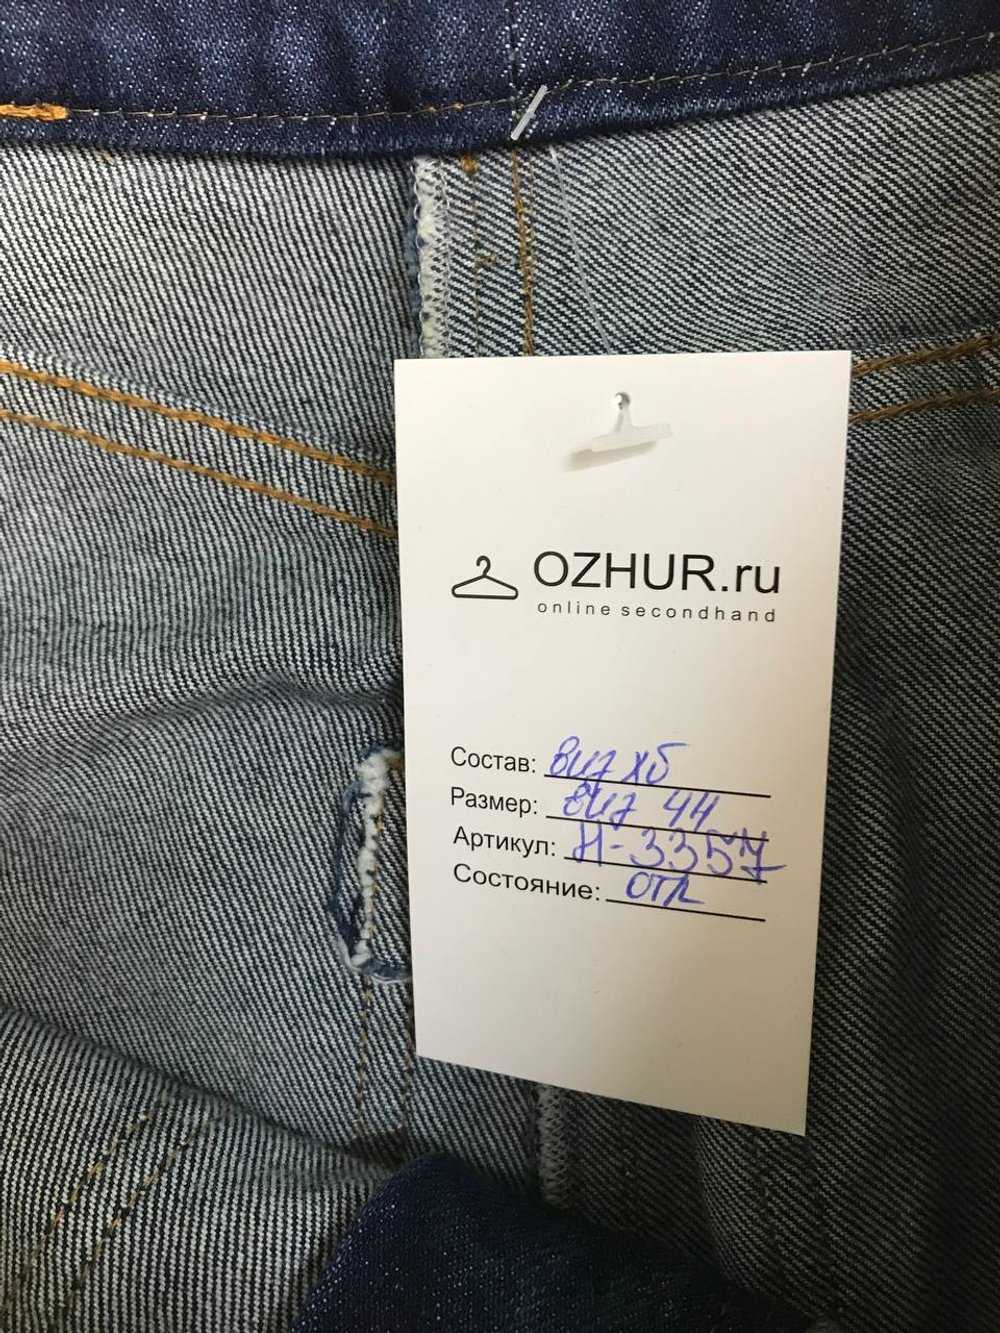 OZHUR.ru
online secondhand
Состав: виз хб
Размер: виз 44
Артикул: Н-3357
Состояние: отл